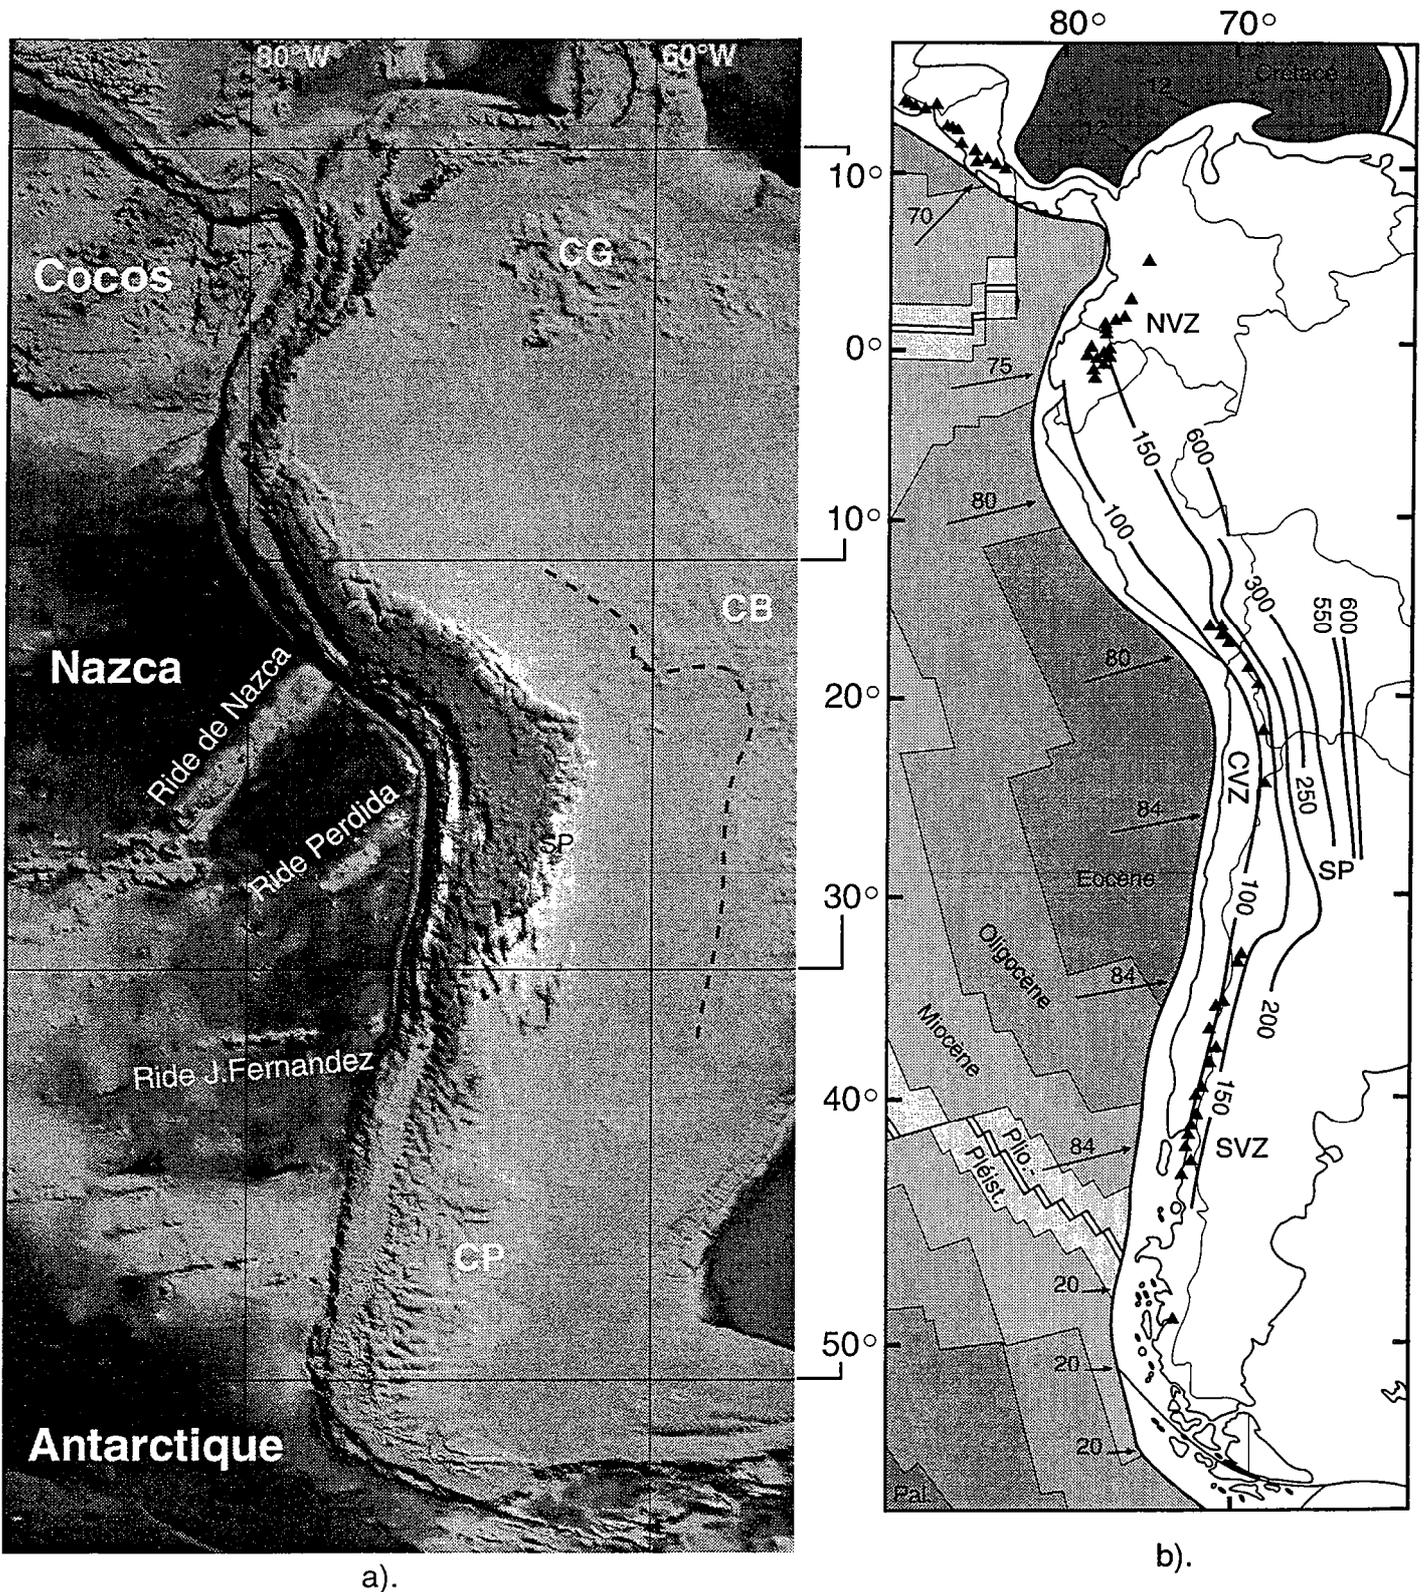 80°W
60°W
CG
Cocos
CB
Nazca
Ride de Nazca
Ride Perdida
SP
Ride J.Fernandez
CP
Antarctique
a).
80°
70°
Crétacé
12
12
10°
70
NVZ
0°
75
150
600
80
100
10°
300
550
600
80
20°
CVZ
84
250
Eocène
SP
100
30°
Oligocène
84
200
Miocène
150
40°
Plio.
84
SVZ
Pléist.
20
50°
20
20
Pal.
b).